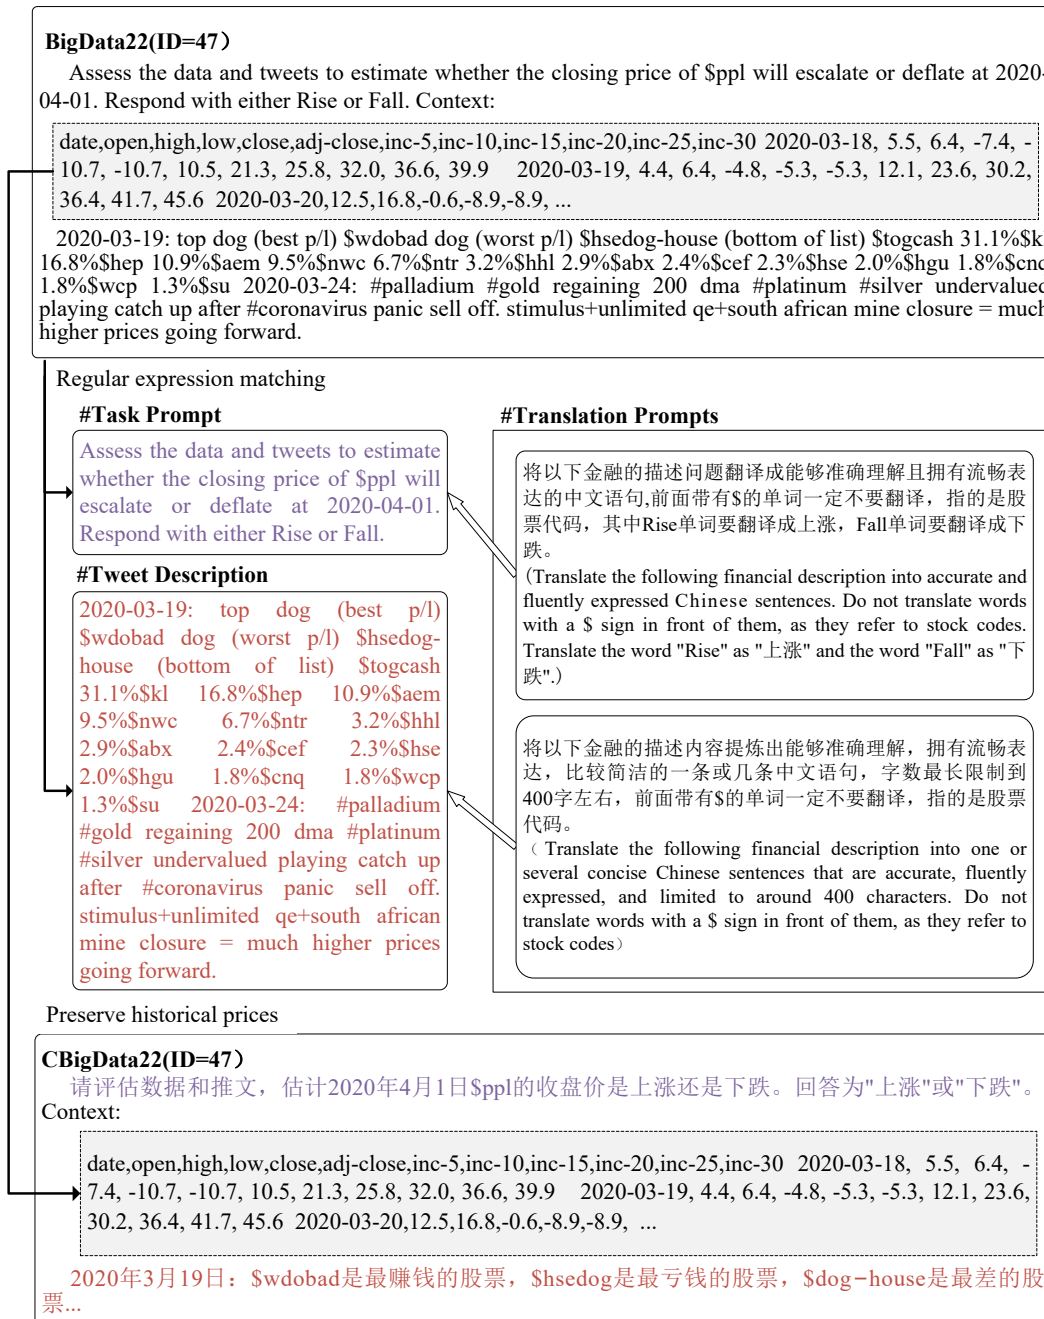 BigData22(ID=47）
Assess the data and tweets to estimate whether the closing price of $ppl will escalate or deflate at 2020-
04-01. Respond with either Rise or Fall. Context:
date,open,high,low,close,adj-close,inc-5,inc-10,inc-15,inc-20,inc-25,inc-30 2020-03-18, 5.5, 6.4, -7.4, -
10.7, -10.7, 10.5, 21.3, 25.8, 32.0, 36.6, 39.9 2020-03-19, 4.4, 6.4, -4.8, -5.3, -5.3, 12.1, 23.6, 30.2,
36.4, 41.7, 45.6 2020-03-20,12.5,16.8,-0.6,-8.9,-8.9, ...
2020-03-19: top dog (best p/l) $wdobad dog (worst p/l) $hsedog-house (bottom of list) $togcash 31.1%$k
16.8%$hep 10.9%$aem 9.5%$nwc 6.7%$ntr 3.2%$hhl 2.9%$abx 2.4%$cef 2.3%$hse 2.0%$hgu 1.8%$cnq
1.8%$wcp 1.3%$su 2020-03-24: #palladium #gold regaining 200 dma #platinum #silver undervalued
playing catch up after #coronavirus panic sell off. stimulus+unlimited qe+south african mine closure = much
higher prices going forward.
Regular expression matching
#Task Prompt
Assess the data and tweets to estimate
whether the closing price of $ppl will
escalate or deflate at 2020-04-01.
Respond with either Rise or Fall.
#Tweet Description
2020-03-19: top dog (best p/l)
$wdobad dog (worst p/l) $hsedog-
house (bottom of list) $togcash
31.1%$kl 16.8%$hep 10.9%$aem
9.5%$nwc 6.7%$ntr 3.2%$hhl
2.9%$abx 2.4%$cef 2.3%$hse
2.0%$hgu 1.8%$cnq 1.8%$wcp
1.3%$su 2020-03-24: #palladium
#gold regaining 200 dma #platinum
#silver undervalued playing catch up
after #coronavirus panic sell off.
stimulus+unlimited qe+south african
mine closure = much higher prices
going forward.
#Translation Prompts
将以下金融的描述问题翻译成能够准确理解且拥有流畅表
达的中文语句,前面带有$的单词一定不要翻译，指的是股
票代码，其中Rise单词要翻译成上涨，Fall单词要翻译成下
跌。
(Translate the following financial description into accurate and
fluently expressed Chinese sentences. Do not translate words
with a $ sign in front of them, as they refer to stock codes.
Translate the word "Rise" as "上涨" and the word "Fall" as "下
跌".)
将以下金融的描述内容提炼出能够准确理解，拥有流畅表
达，比较简洁的一条或几条中文语句，字数最长限制到
400字左右，前面带有$的单词一定不要翻译，指的是股票
代码。
（ Translate the following financial description into one or
several concise Chinese sentences that are accurate, fluently
expressed, and limited to around 400 characters. Do not
translate words with a $ sign in front of them, as they refer to
stock codes）
Preserve historical prices
CBigData22(ID=47）
请评估数据和推文，估计2020年4月1日$ppl的收盘价是上涨还是下跌。回答为"上涨"或"下跌"。
Context:
date,open,high,low,close,adj-close,inc-5,inc-10,inc-15,inc-20,inc-25,inc-30 2020-03-18, 5.5, 6.4, -
7.4, -10.7, -10.7, 10.5, 21.3, 25.8, 32.0, 36.6, 39.9 2020-03-19, 4.4, 6.4, -4.8, -5.3, -5.3, 12.1, 23.6,
30.2, 36.4, 41.7, 45.6 2020-03-20,12.5,16.8,-0.6,-8.9,-8.9, ...
2020年3月19日：$wdobad是最赚钱的股票，$hsedog是最亏钱的股票，$dog-house是最差的股
票...